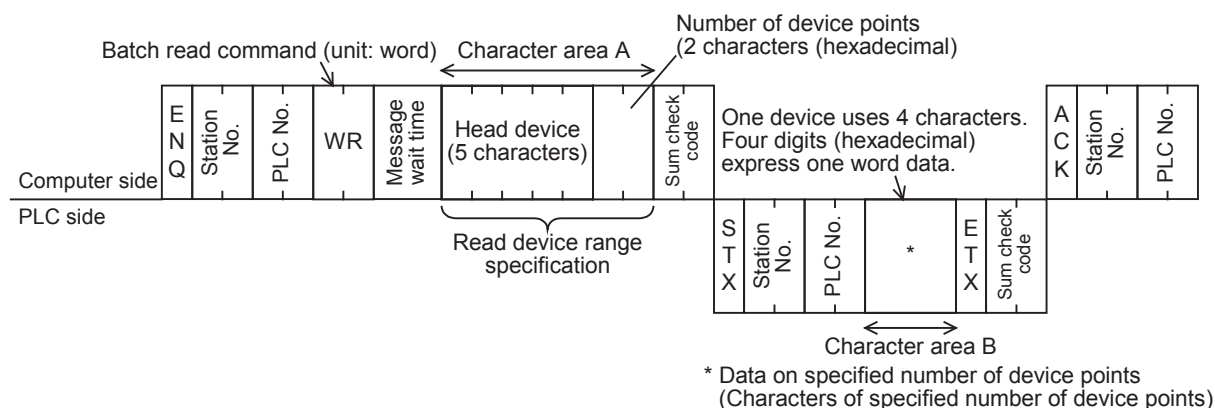 Number of device points
(2 characters (hexadecimal)
Batch read command (unit: word)
Character area A
ENQ
Station
No.
PLC No.
WR
Message
wait time
Head device
(5 characters)
Sum check
code
One device uses 4 characters.
Four digits (hexadecimal)
express one word data.
ACK
Station
No.
PLC No.
Computer side
PLC side
Read device range
specification
STX
Station
No.
PLC No.
*
ETX
Sum check
code
Character area B
* Data on specified number of device points
(Characters of specified number of device points)